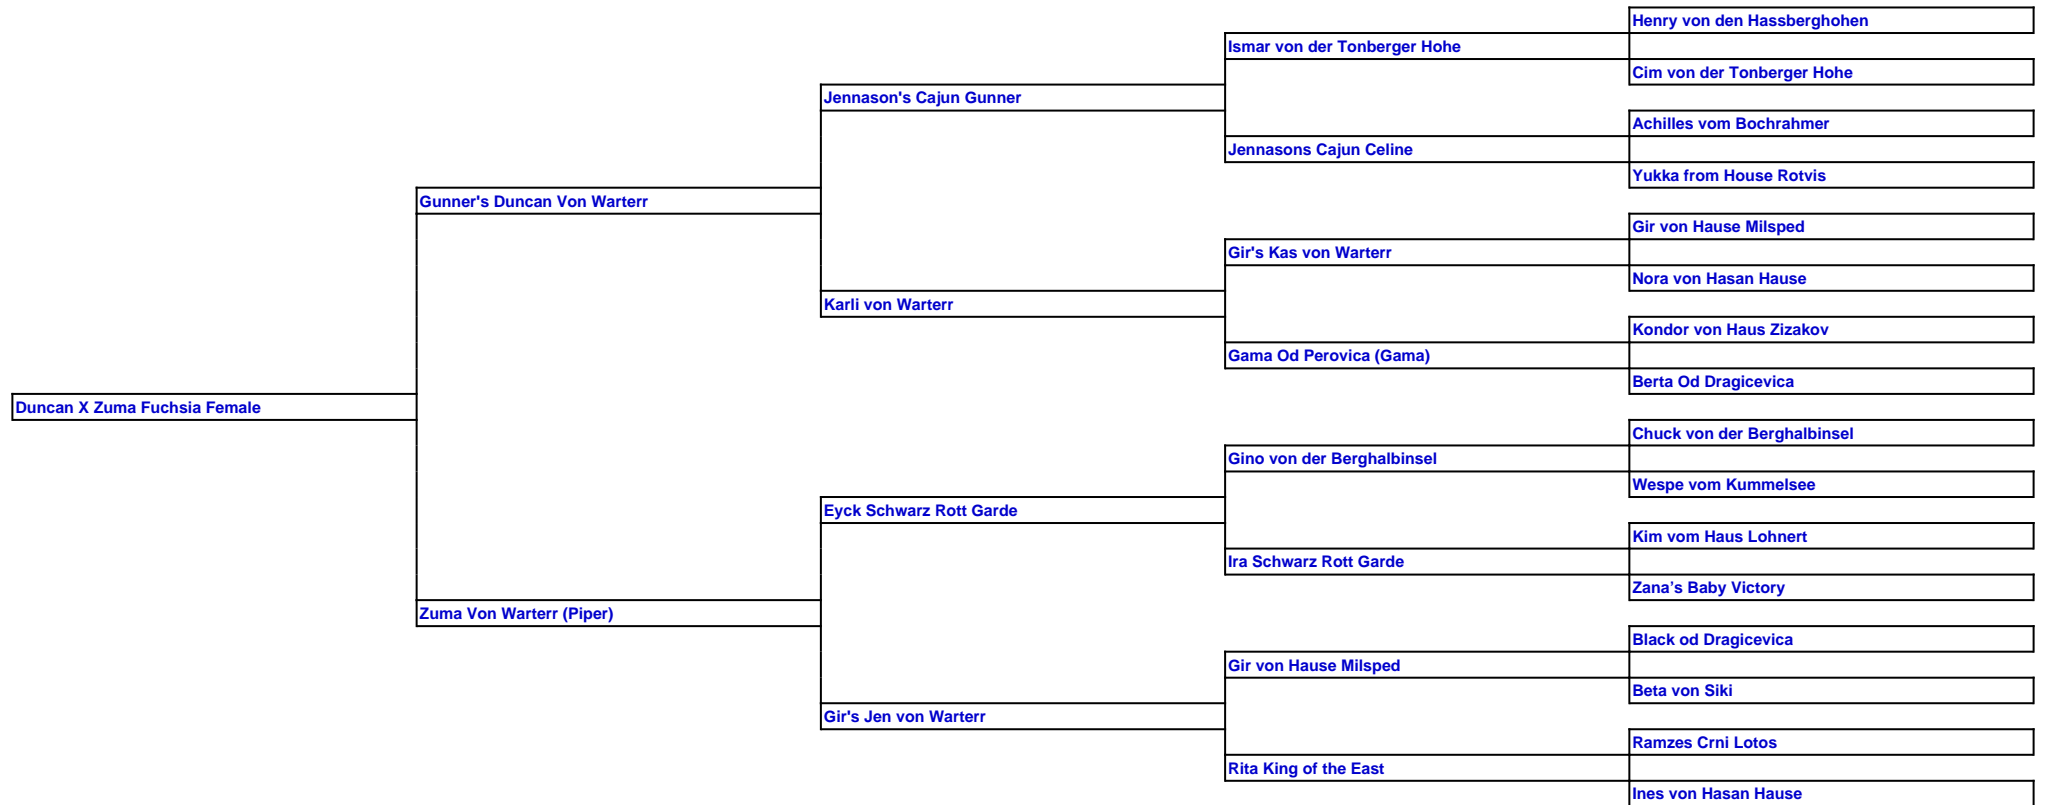 Henry von den Hassberghohen
Ismar von der Tonberger Hohe
Cim von der Tonberger Hohe
Jennason's Cajun Gunner
Achilles vom Bochrahmer
Jennasons Cajun Celine
Yukka from House Rotvis
Gunner's Duncan Von Warterr
Gir von Hause Milsped
Gir's Kas von Warterr
Nora von Hasan Hause
Karli von Warterr
Kondor von Haus Zizakov
Gama Od Perovica (Gama)
Berta Od Dragicevica
Duncan X Zuma Fuchsia Female
Chuck von der Berghalbinsel
Gino von der Berghalbinsel
Wespe vom Kummelsee
Eyck Schwarz Rott Garde
Kim vom Haus Lohnert
Ira Schwarz Rott Garde
Zana’s Baby Victory
Zuma Von Warterr (Piper)
Black od Dragicevica
Gir von Hause Milsped
Beta von Siki
Gir's Jen von Warterr
Ramzes Crni Lotos
Rita King of the East
Ines von Hasan Hause